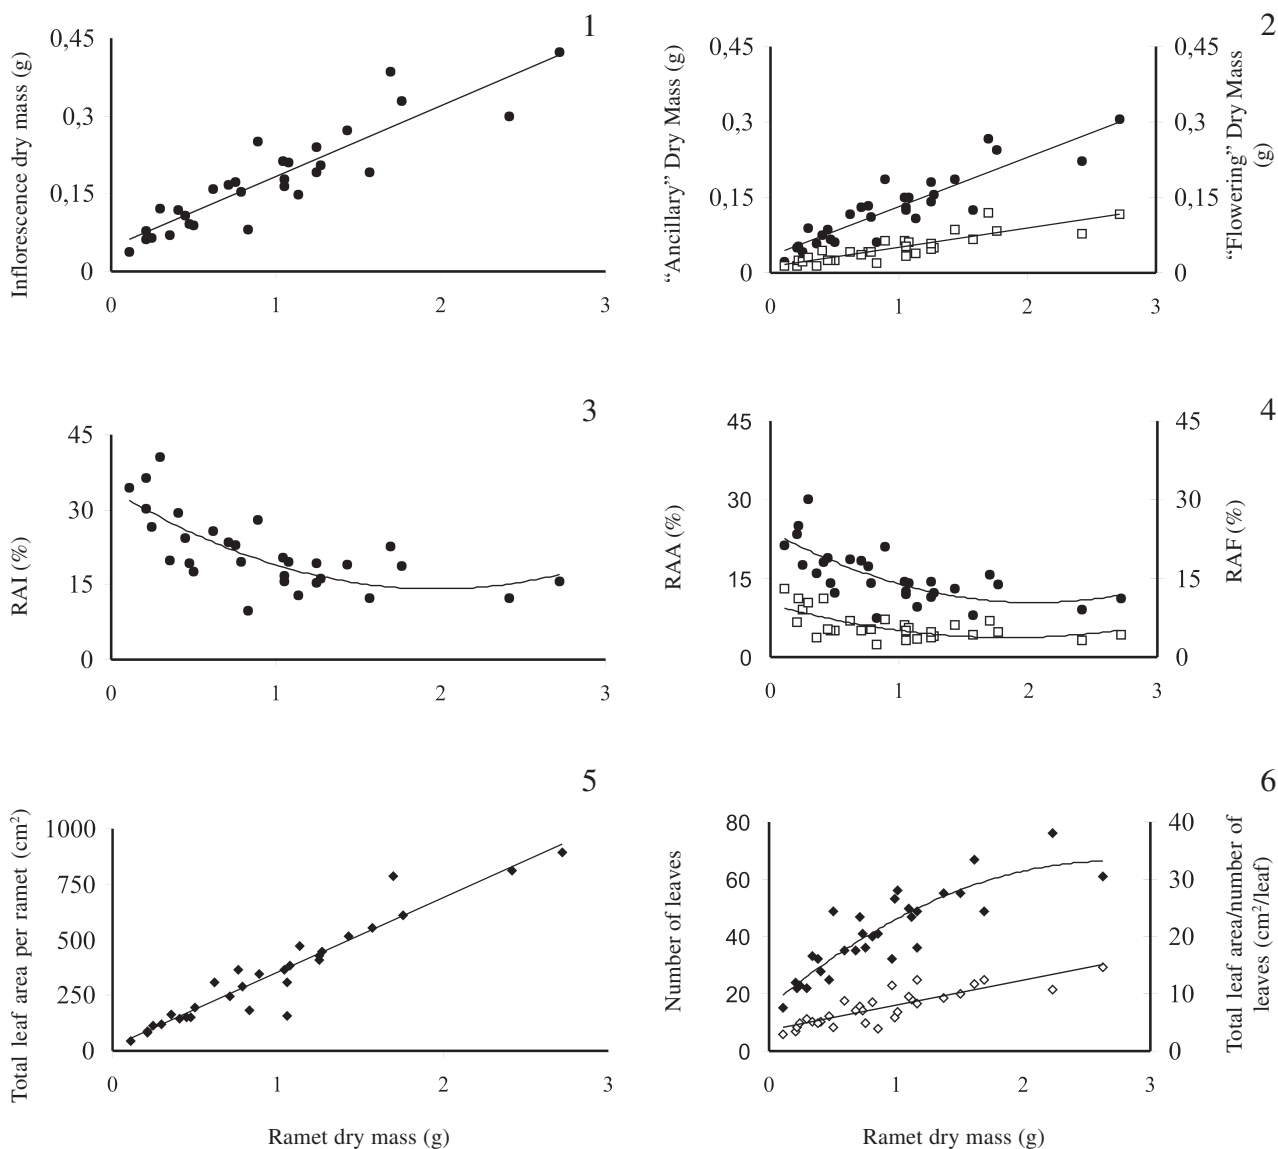 1
Inflorescence dry mass (g)
0,45
0,3
0,15
0
0 1 2 3
2
“Ancillary” Dry Mass (g)
0,45
0,3
0,15
0
0 1 2 3
0,45
0,3
0,15
0
“Flowering” Dry Mass
(g)
3
RAI (%)
45
30
15
0
0 1 2 3
4
RAA (%)
45
30
15
0
0 1 2 3
45
30
15
0
RAF (%)
5
Total leaf area per ramet (cm²)
1000
750
500
250
0
0 1 2 3
Ramet dry mass (g)
6
Number of leaves
80
60
40
20
0
0 1 2 3
40
30
20
10
0
Total leaf area/number of
leaves (cm²/leaf)
Ramet dry mass (g)